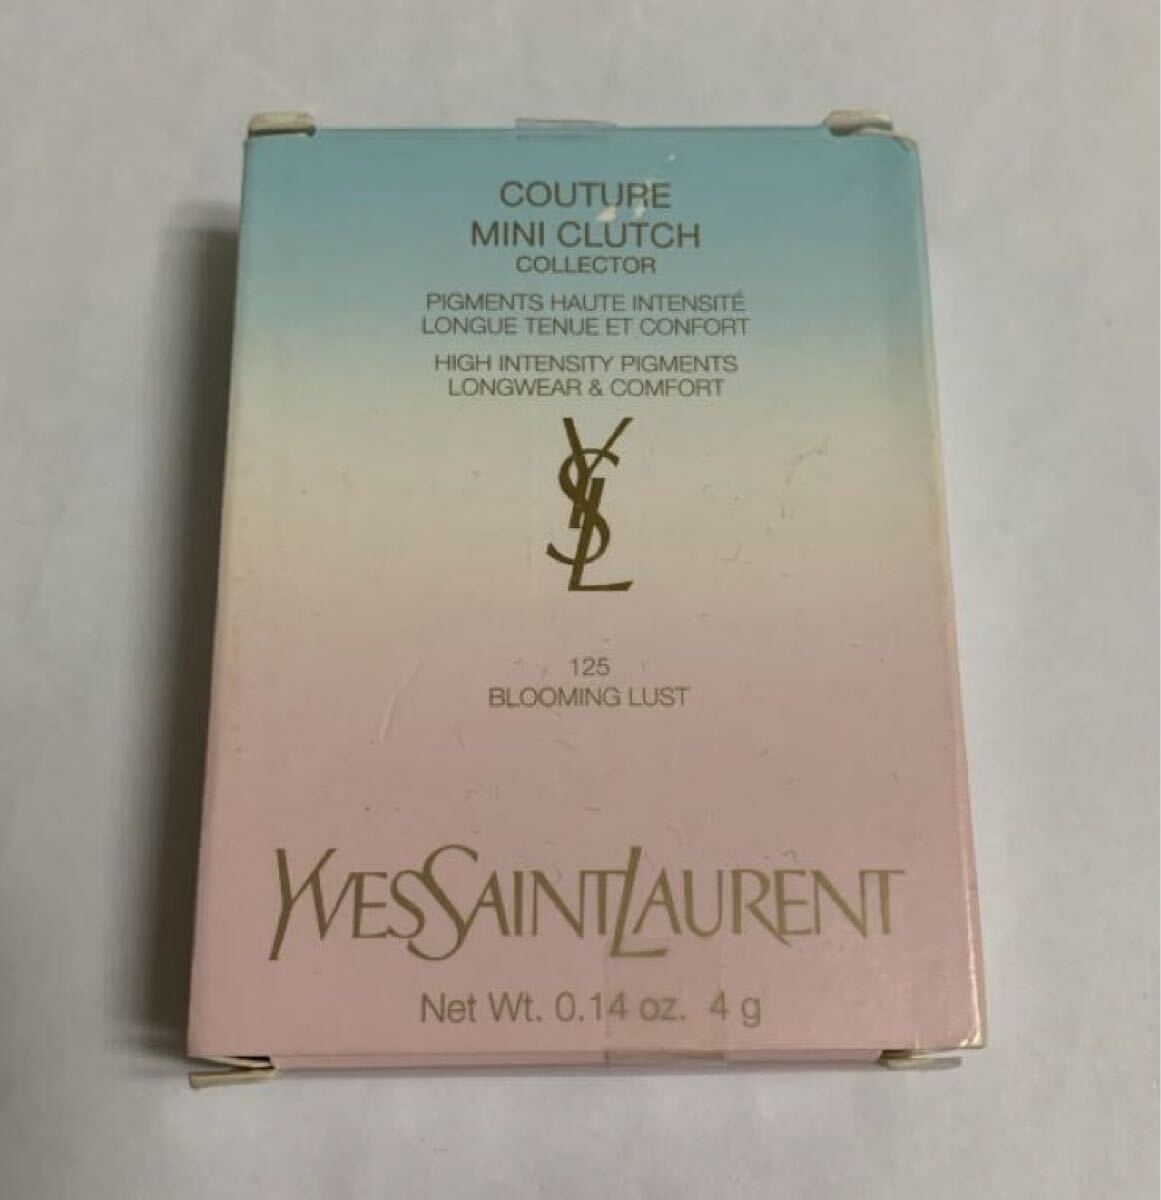 COUTURE
MINI CLUTCH
COLLECTOR
PIGMENTS HAUTE INTENSITÉ
LONGUE TENUE ET CONFORT
HIGH INTENSITY PIGMENTS
LONGWEAR & COMFORT
YSL
125
BLOOMING LUST
YVESSAINTLAURENT
Net Wt. 0.14 oz. 4 g